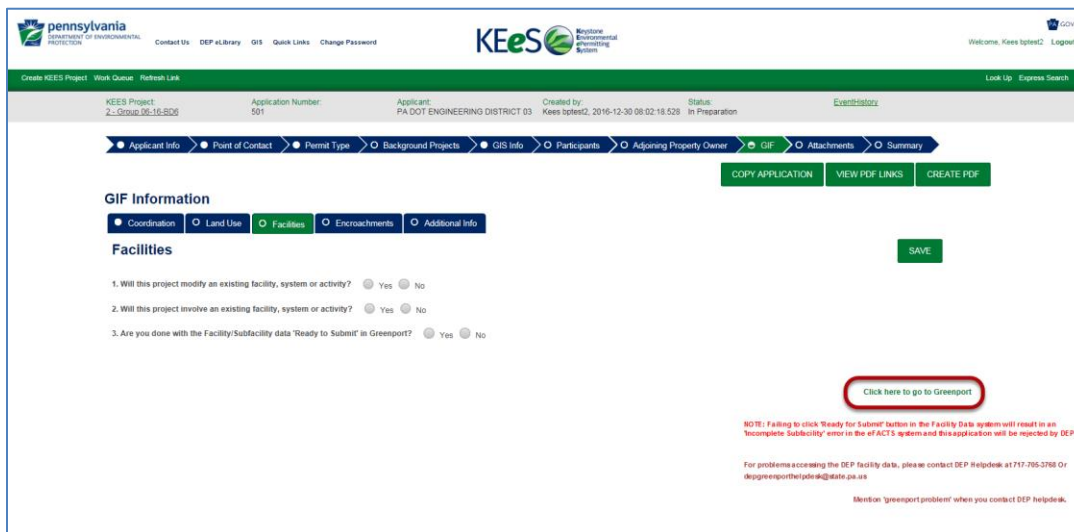 pennsylvania
DEPARTMENT OF ENVIRONMENTAL
PROTECTION
Contact Us DEP eLibrary GIS Quick Links Change Password
KEeS Keystone
Environmental
ePermitting
System
PA GOV
Welcome, Kees bptest2 Logout
Create KEES Project Work Queue Refresh Link
Look Up Express Search
KEES Project: Application Number: Applicant: Created by: Status: EventHistory
2 - Group 06-16-BD6 501 PA DOT ENGINEERING DISTRICT 03 Kees bptest2, 2016-12-30 08:02:18.528 In Preparation
Applicant Info Point of Contact Permit Type Background Projects GIS Info Participants Adjoining Property Owner GIF Attachments Summary
COPY APPLICATION VIEW PDF LINKS CREATE PDF
GIF Information
Coordination Land Use Facilities Encroachments Additional Info
Facilities
SAVE
1. Will this project modify an existing facility, system or activity? Yes No
2. Will this project involve an existing facility, system or activity? Yes No
3. Are you done with the Facility/Subfacility data 'Ready to Submit' in Greenport? Yes No
Click here to go to Greenport
NOTE: Failing to click 'Ready for Submit' button in the Facility Data system will result in an
'Incomplete Subfacility' error in the eFACTS system and this application will be rejected by DEP
For problems accessing the DEP facility data, please contact DEP Helpdesk at 717-705-3768 Or
depgreenporthelpdesk@state.pa.us
Mention 'greenport problem' when you contact DEP helpdesk.